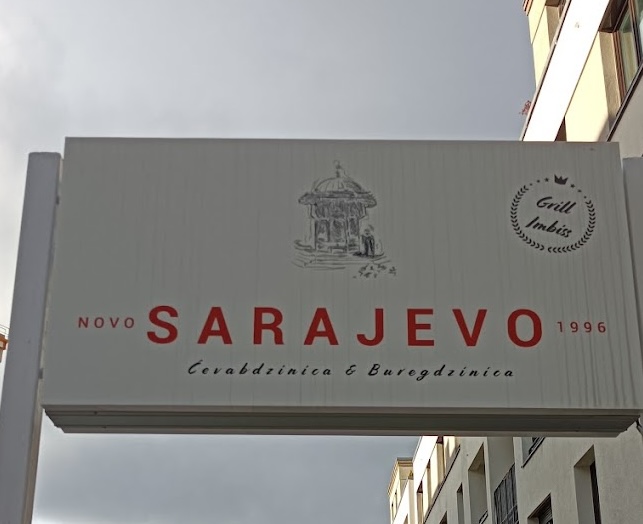 Grill
Imbiss
NOVO SARAJEVO 1996
Ćevabdzinica & Buregdzinica